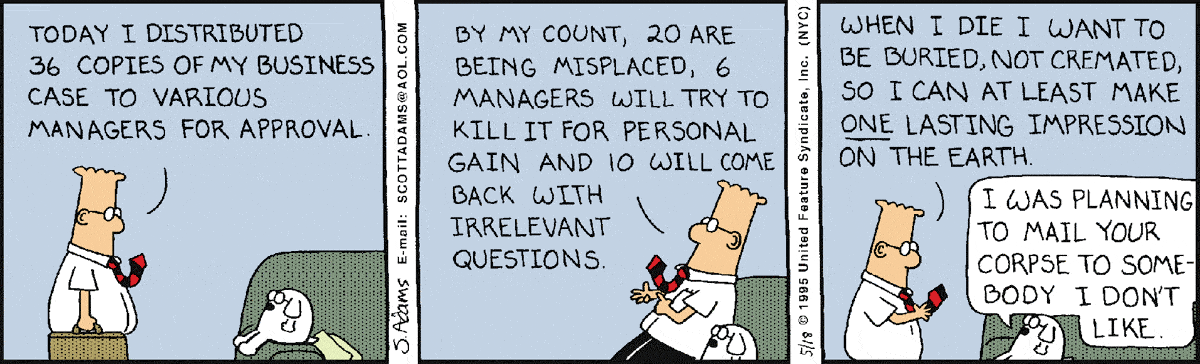 TODAY I DISTRIBUTED
36 COPIES OF MY BUSINESS
CASE TO VARIOUS
MANAGERS FOR APPROVAL.
S.Adams E-mail: SCOTTADAMS@AOL.COM
BY MY COUNT, 20 ARE
BEING MISPLACED, 6
MANAGERS WILL TRY TO
KILL IT FOR PERSONAL
GAIN AND 10 WILL COME
BACK WITH
IRRELEVANT
QUESTIONS.
5/18 © 1995 United Feature Syndicate, Inc. (NYC)
WHEN I DIE I WANT TO
BE BURIED, NOT CREMATED,
SO I CAN AT LEAST MAKE
ONE LASTING IMPRESSION
ON THE EARTH.
I WAS PLANNING
TO MAIL YOUR
CORPSE TO SOME-
BODY I DON'T
LIKE.